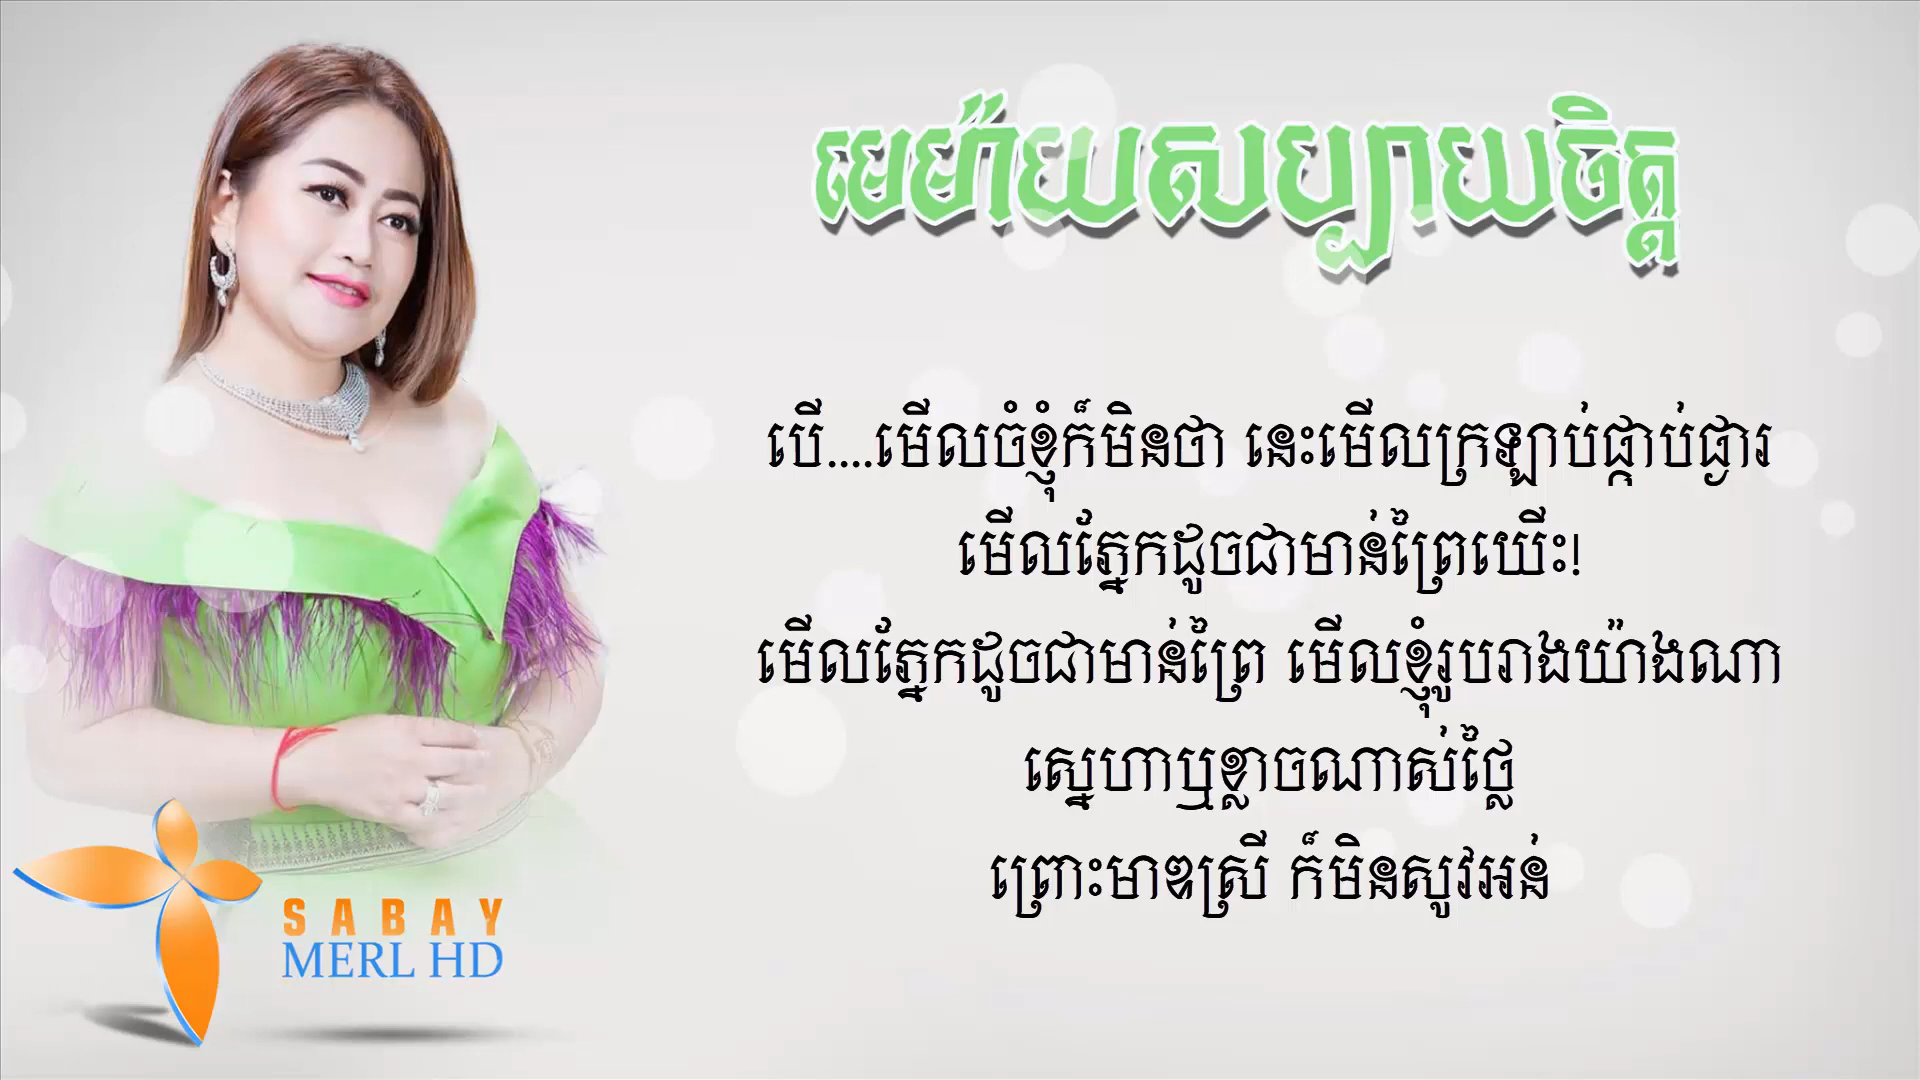 មេម៉ាយសប្បាយចិត្ត
បើ....មើលចំខ្ញុំក៏មិនថា នេះមើលក្រឡាប់ផ្កាប់ផ្ងារ
មើលភ្នែកដូចជាមាន់ព្រៃយើះ!
មើលភ្នែកដូចជាមាន់ព្រៃ មើលខ្ញុំរូបរាងយ៉ាងណា
ស្នេហាឬខ្លាចណាស់ថ្លៃ
ព្រោះមាឌស្រី ក៏មិនសូវអន់
SABAY
MERL HD